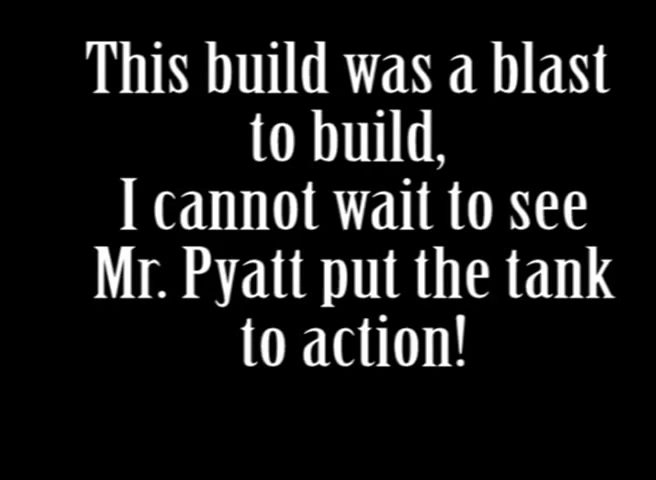 This build was a blast
to build,
I cannot wait to see
Mr. Pyatt put the tank
to action!